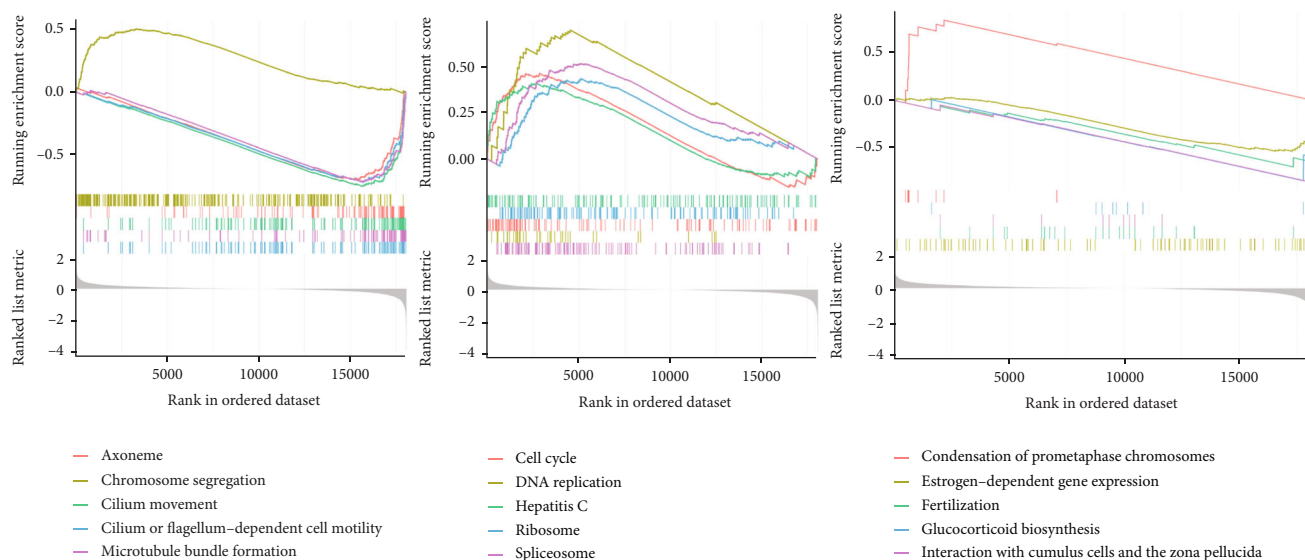 Running enrichment score
0.5
0.0
−0.5
Ranked list metric
2
0
−2
−4
5000
10000
15000
Rank in ordered dataset
Axoneme
Chromosome segregation
Cilium movement
Cilium or flagellum–dependent cell motility
Microtubule bundle formation
Running enrichment score
0.50
0.25
0.00
Ranked list metric
2
0
−2
−4
5000
10000
15000
Rank in ordered dataset
Cell cycle
DNA replication
Hepatitis C
Ribosome
Spliceosome
Running enrichment score
0.5
0.0
−0.5
Ranked list metric
2
0
−2
−4
5000
10000
15000
Rank in ordered dataset
Condensation of prometaphase chromosomes
Estrogen–dependent gene expression
Fertilization
Glucocorticoid biosynthesis
Interaction with cumulus cells and the zona pellucida